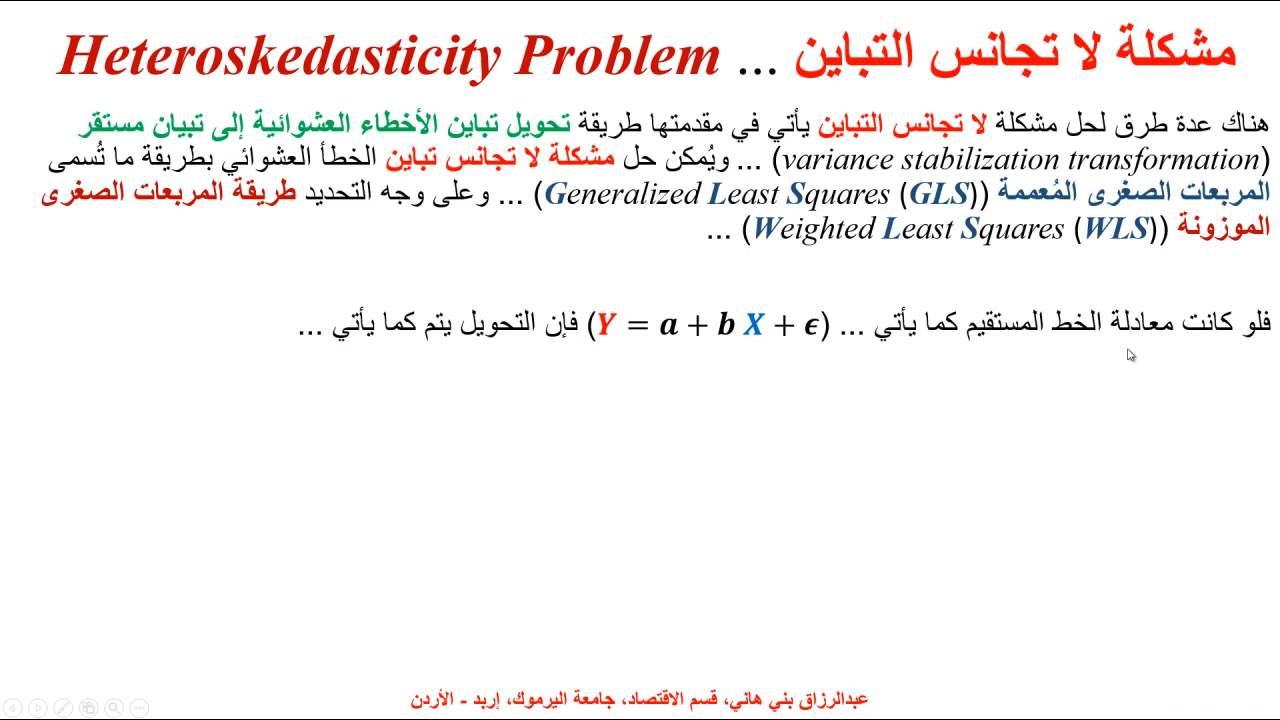 مشكلة لا تجانس التباين ... Heteroskedasticity Problem
هناك عدة طرق لحل مشكلة لا تجانس التباين يأتي في مقدمتها طريقة تحويل تباين الأخطاء العشوائية إلى تبيان مستقر
(variance stabilization transformation) ... ويُمكن حل مشكلة لا تجانس تباين الخطأ العشوائي بطريقة ما تُسمى
المربعات الصغرى المُعممة (Generalized Least Squares (GLS)) ... وعلى وجه التحديد طريقة المربعات الصغرى
الموزونة (Weighted Least Squares (WLS)) ...
فلو كانت معادلة الخط المستقيم كما يأتي ... (Y = a + b X + ϵ) فإن التحويل يتم كما يأتي ...
عبدالرزاق بني هاني، قسم الاقتصاد، جامعة اليرموك، إربد - الأردن